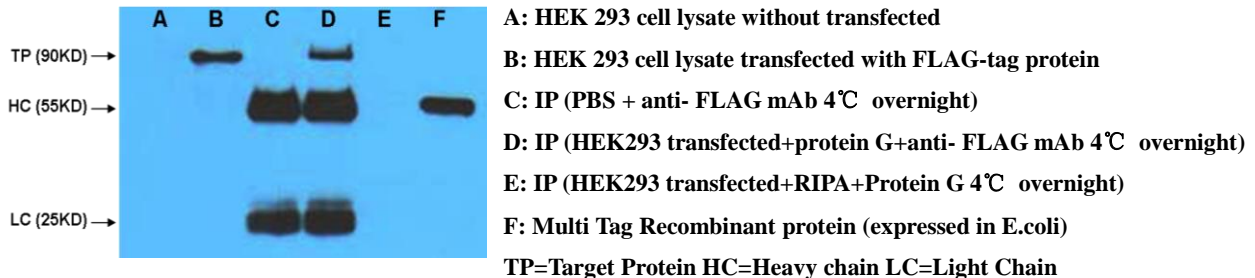 A B C D E F
TP (90KD)
HC (55KD)
LC (25KD)
A: HEK 293 cell lysate without transfected
B: HEK 293 cell lysate transfected with FLAG-tag protein
C: IP (PBS + anti- FLAG mAb 4℃ overnight)
D: IP (HEK293 transfected+protein G+anti- FLAG mAb 4℃ overnight)
E: IP (HEK293 transfected+RIPA+Protein G 4℃ overnight)
F: Multi Tag Recombinant protein (expressed in E.coli)
TP=Target Protein HC=Heavy chain LC=Light Chain